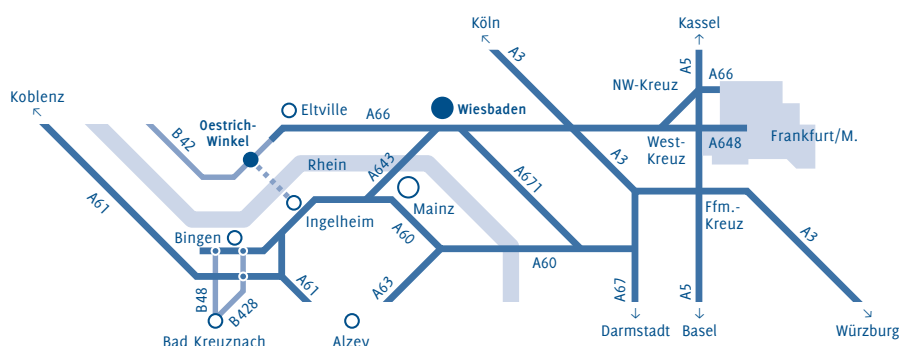 Köln
Kassel
A3
A5
A66
NW-Kreuz
Koblenz
Eltville
A66
Wiesbaden
Oestrich-
Winkel
B 42
West-
Kreuz
A648
Frankfurt/M.
Rhein
A643
A3
A671
A61
Mainz
Ingelheim
Ffm.-
Kreuz
Bingen
A60
A60
A3
A61
A63
A67
A5
B48
B428
Bad Kreuznach
Alzey
Darmstadt
Basel
Würzburg